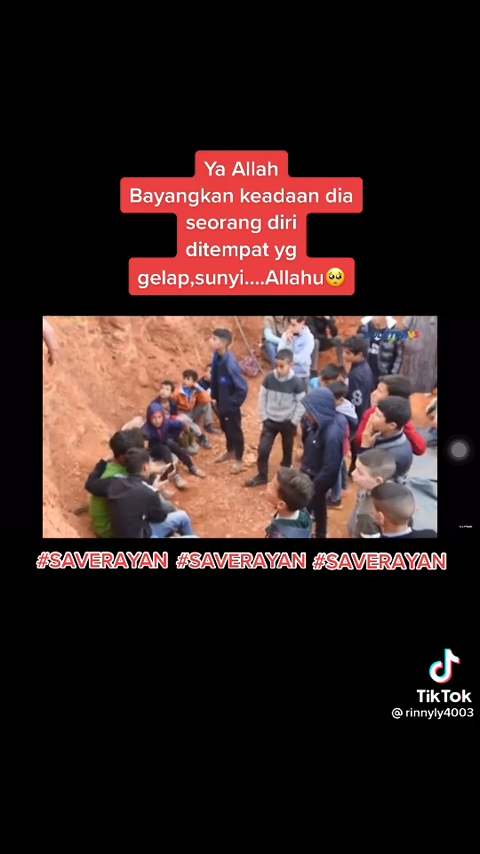 Ya Allah
Bayangkan keadaan dia
seorang diri
ditempat yg
gelap,sunyi....Allahu🥺
#SAVERAYAN #SAVERAYAN #SAVERAYAN
TikTok
@rinnyly4003